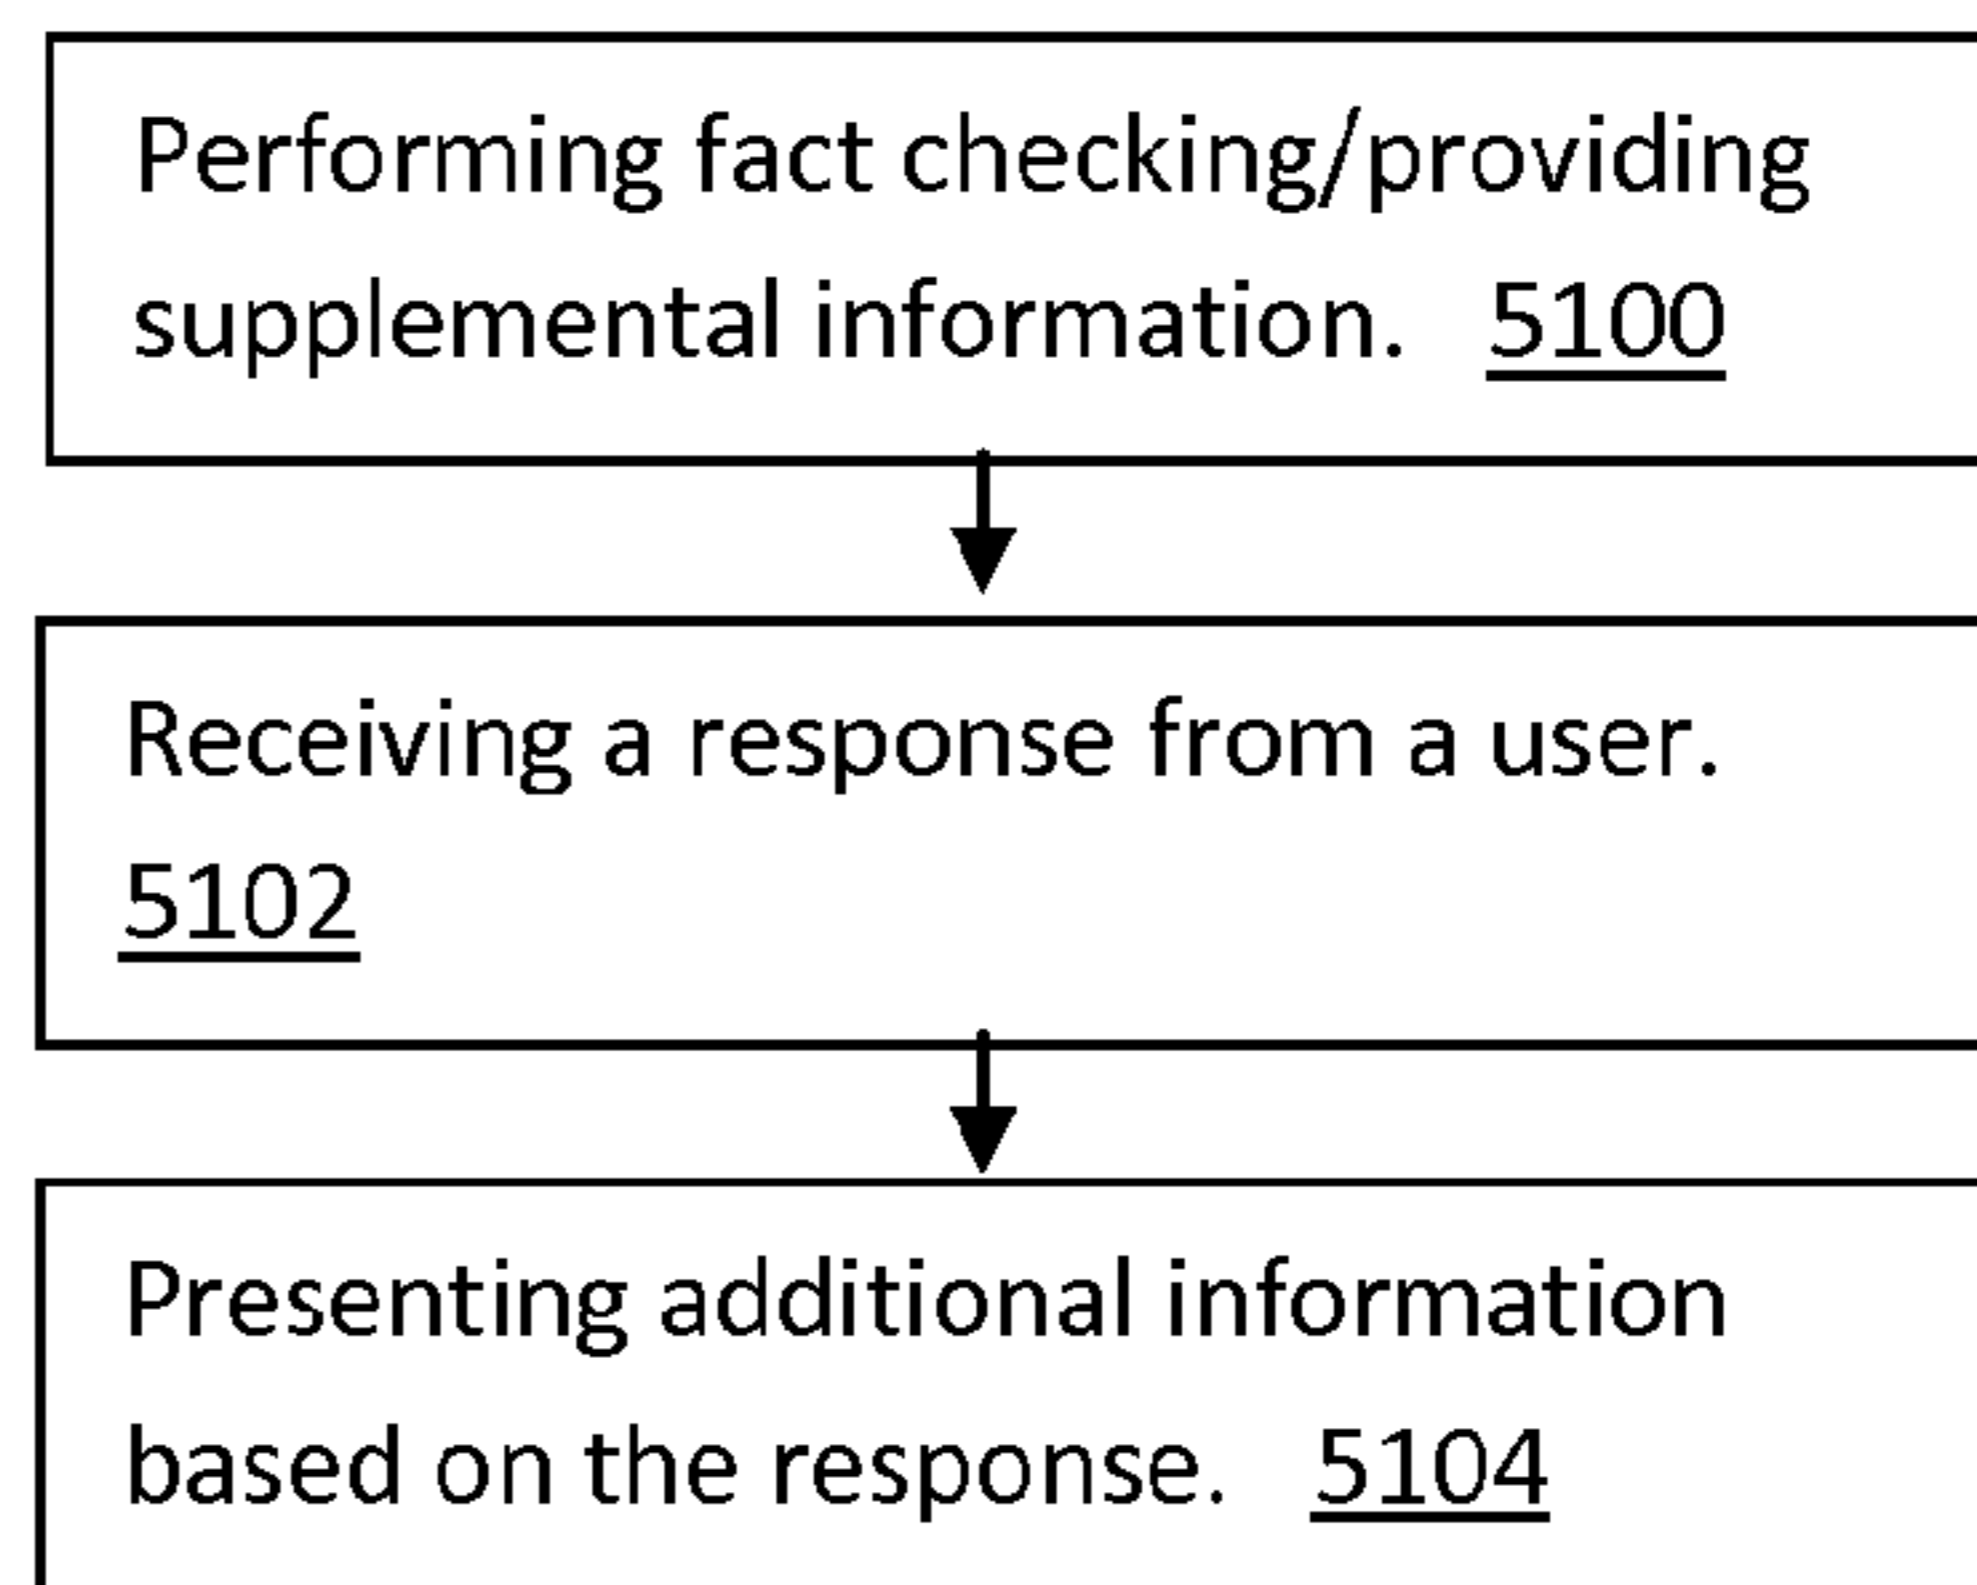 Performing fact checking/providing
supplemental information. 5100
Receiving a response from a user.
5102
Presenting additional information
based on the response. 5104